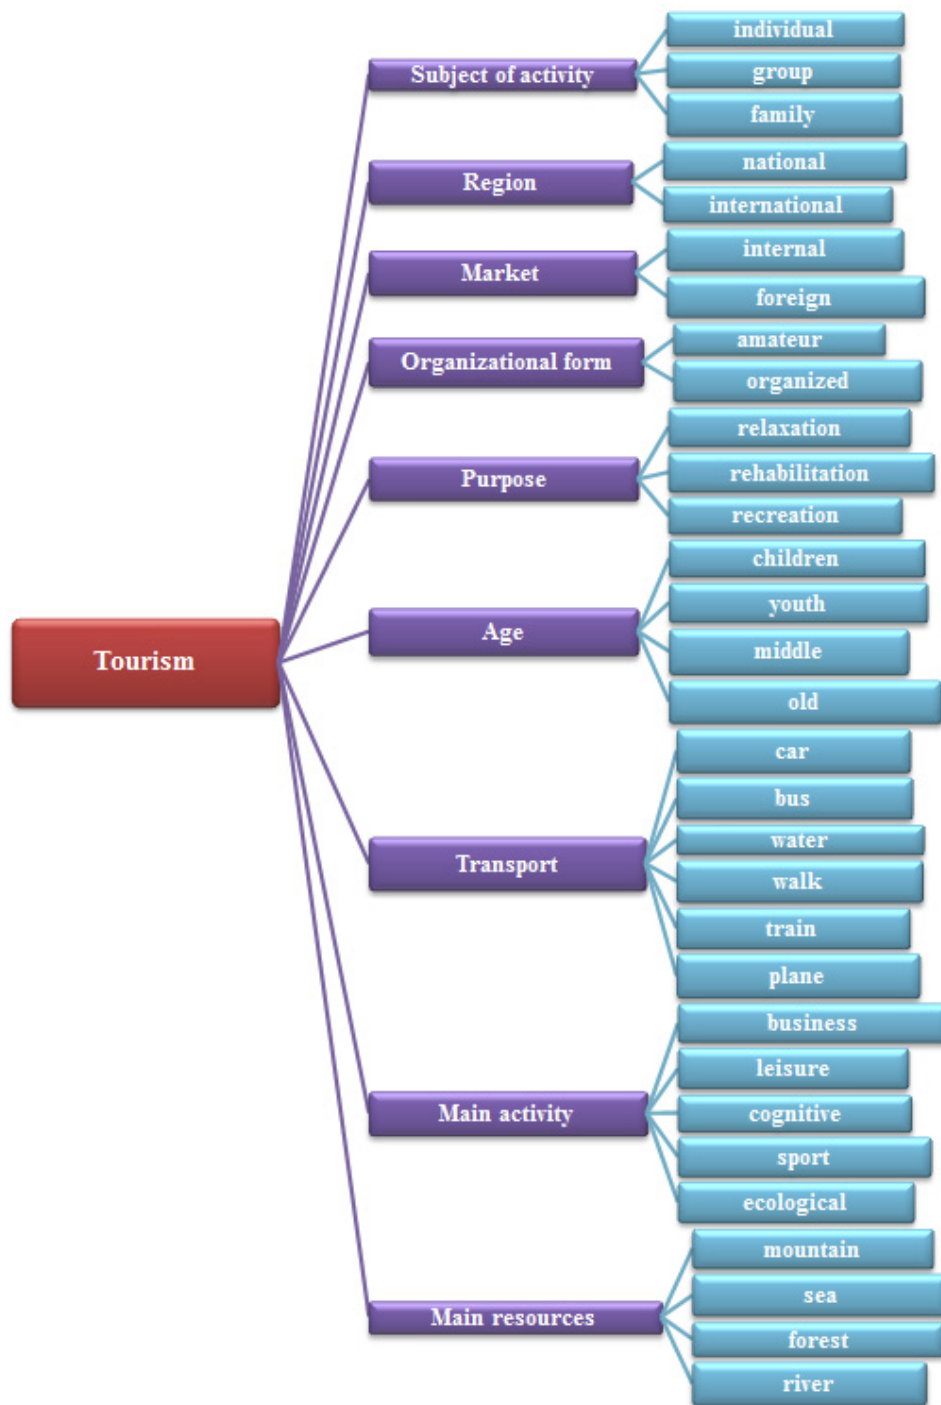 Tourism
Subject of activity
individual
group
family
Region
national
international
Market
internal
foreign
Organizational form
amateur
organized
Purpose
relaxation
rehabilitation
recreation
Age
children
youth
middle
old
Transport
car
bus
water
walk
train
plane
Main activity
business
leisure
cognitive
sport
ecological
Main resources
mountain
sea
forest
river